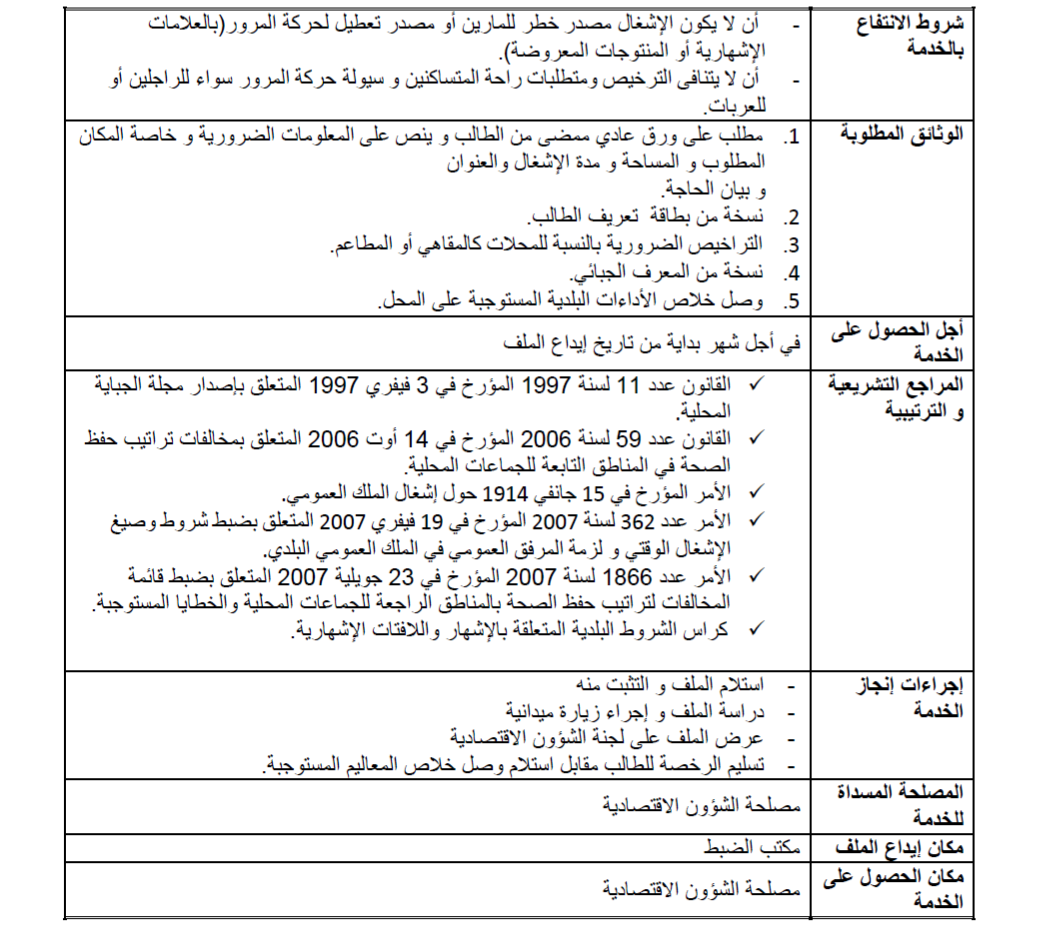 شروط الانتفاع
بالخدمة
- أن لا يكون الإشغال مصدر خطر للمارين أو مصدر تعطيل لحركة المرور(بالعلامات
الإشهارية أو المنتوجات المعروضة).
- أن لا يتنافى الترخيص ومتطلبات راحة المتساكنين و سيولة حركة المرور سواء للراجلين أو
للعربات.
الوثائق المطلوبة
1. مطلب على ورق عادي ممضى من الطالب و ينص على المعلومات الضرورية و خاصة المكان
المطلوب و المساحة و مدة الإشغال والعنوان
و بيان الحاجة.
2. نسخة من بطاقة تعريف الطالب.
3. التراخيص الضرورية بالنسبة للمحلات كالمقاهي أو المطاعم.
4. نسخة من المعرف الجبائي.
5. وصل خلاص الأداءات البلدية المستوجبة على المحل.
أجل الحصول على
الخدمة
في أجل شهر بداية من تاريخ إيداع الملف
المراجع التشريعية
و الترتيبية
✓ القانون عدد 11 لسنة 1997 المؤرخ في 3 فيفري 1997 المتعلق بإصدار مجلة الجباية
المحلية.
✓ القانون عدد 59 لسنة 2006 المؤرخ في 14 أوت 2006 المتعلق بمخالفات تراتيب حفظ
الصحة في المناطق التابعة للجماعات المحلية.
✓ الأمر المؤرخ في 15 جانفي 1914 حول إشغال الملك العمومي.
✓ الأمر عدد 362 لسنة 2007 المؤرخ في 19 فيفري 2007 المتعلق بضبط شروط وصيغ
الإشغال الوقتي و لزمة المرفق العمومي في الملك العمومي البلدي.
✓ الأمر عدد 1866 لسنة 2007 المؤرخ في 23 جويلية 2007 المتعلق بضبط قائمة
المخالفات لتراتيب حفظ الصحة بالمناطق الراجعة للجماعات المحلية والخطايا المستوجبة.
✓ كراس الشروط البلدية المتعلقة بالإشهار واللافتات الإشهارية.
إجراءات إنجاز
الخدمة
- استلام الملف و التثبت منه
- دراسة الملف و إجراء زيارة ميدانية
- عرض الملف على لجنة الشؤون الاقتصادية
- تسليم الرخصة للطالب مقابل استلام وصل خلاص المعاليم المستوجبة.
المصلحة المسداة
للخدمة
مصلحة الشؤون الاقتصادية
مكان إيداع الملف
مكتب الضبط
مكان الحصول على
الخدمة
مصلحة الشؤون الاقتصادية